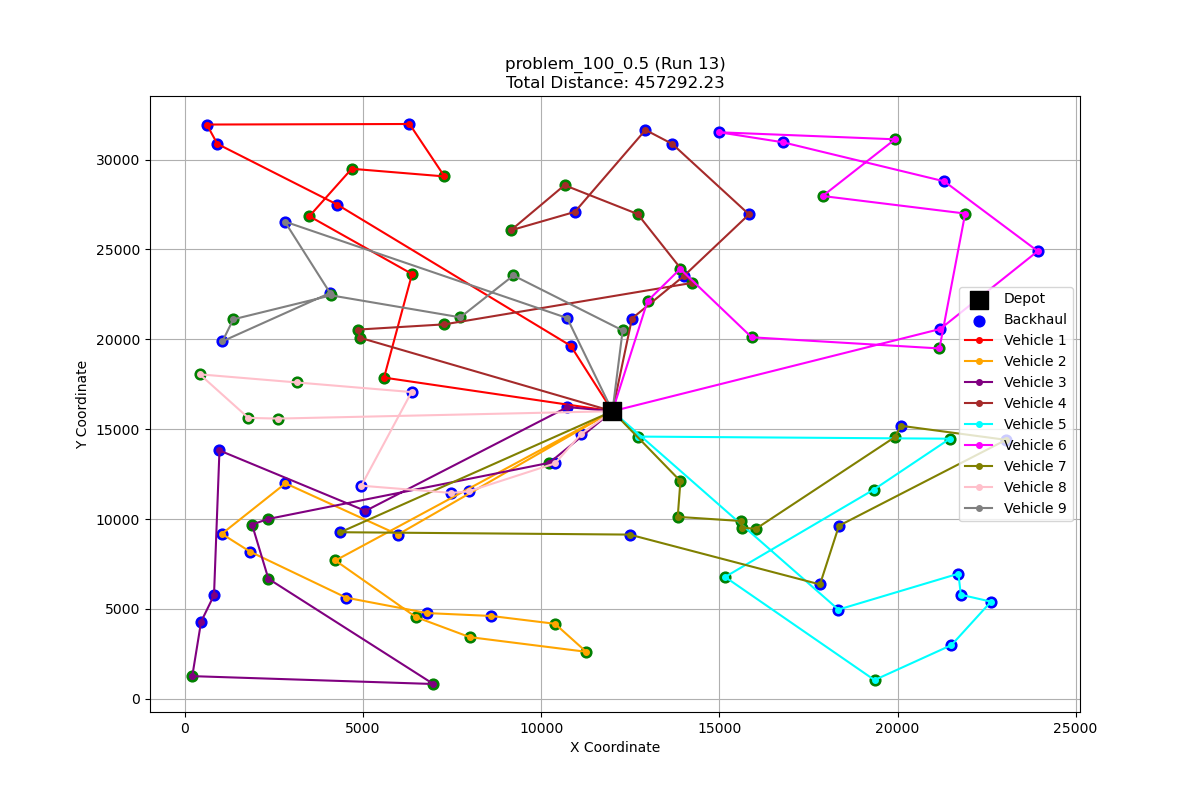 problem_100_0.5 (Run 13)
Total Distance: 457292.23
30000
25000
20000
15000
10000
5000
0
Y Coordinate
Depot
Backhaul
Vehicle 1
Vehicle 2
Vehicle 3
Vehicle 4
Vehicle 5
Vehicle 6
Vehicle 7
Vehicle 8
Vehicle 9
0 5000 10000 15000 20000 25000
X Coordinate